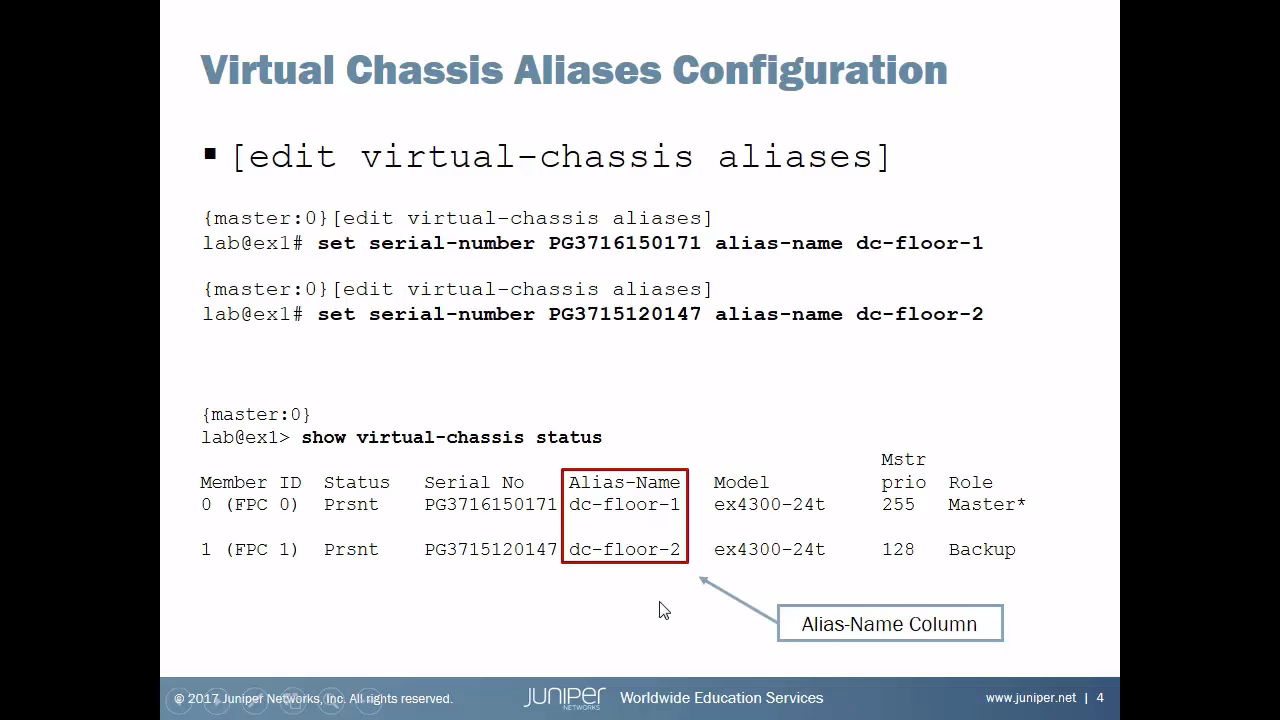 Virtual Chassis Aliases Configuration
[edit virtual-chassis aliases]
{master:0}[edit virtual-chassis aliases]
lab@ex1# set serial-number PG3716150171 alias-name dc-floor-1
{master:0}[edit virtual-chassis aliases]
lab@ex1# set serial-number PG3715120147 alias-name dc-floor-2
{master:0}
lab@ex1> show virtual-chassis status
Mstr
Member ID Status Serial No Alias-Name Model prio Role
0 (FPC 0) Prsnt PG3716150171 dc-floor-1 ex4300-24t 255 Master*
1 (FPC 1) Prsnt PG3715120147 dc-floor-2 ex4300-24t 128 Backup
Alias-Name Column
© 2017 Juniper Networks, Inc. All rights reserved. JUNIPER NETWORKS Worldwide Education Services www.juniper.net | 4